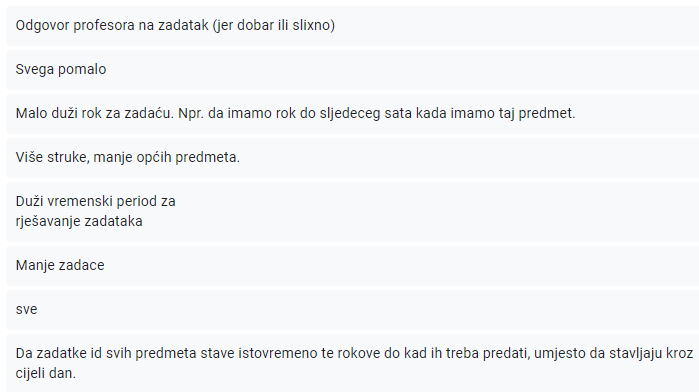 Odgovor profesora na zadatak (jer dobar ili slixno)
Svega pomalo
Malo duži rok za zadaću. Npr. da imamo rok do sljedeceg sata kada imamo taj predmet.
Više struke, manje općih predmeta.
Duži vremenski period za
rješavanje zadataka
Manje zadace
sve
Da zadatke id svih predmeta stave istovremeno te rokove do kad ih treba predati, umjesto da stavljaju kroz
cijeli dan.